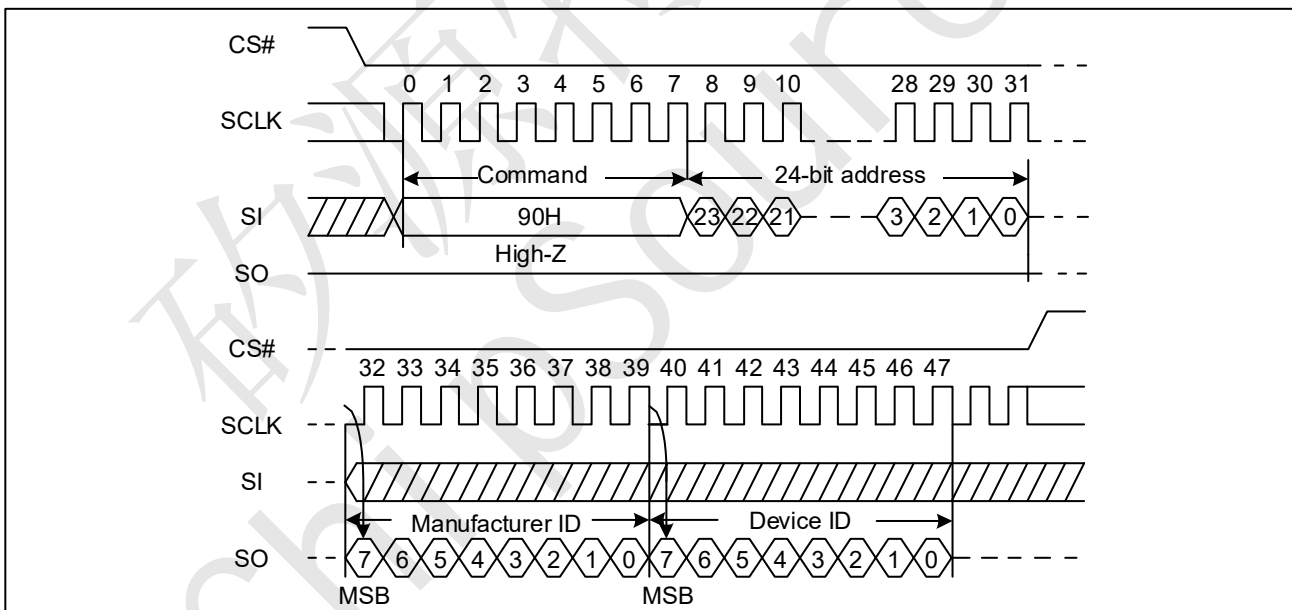 CS#
0 1 2 3 4 5 6 7 8 9 10 28 29 30 31
SCLK
Command 24-bit address
SI 90H 23 22 21 3 2 1 0
High-Z
SO
CS#
32 33 34 35 36 37 38 39 40 41 42 43 44 45 46 47
SCLK
SI
Manufacturer ID Device ID
SO 7 6 5 4 3 2 1 0 7 6 5 4 3 2 1 0
MSB MSB